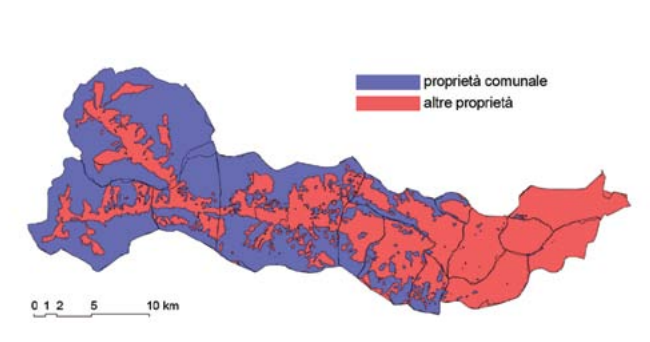 proprietà comunale
altre proprietà
0 1 2 5 10 km